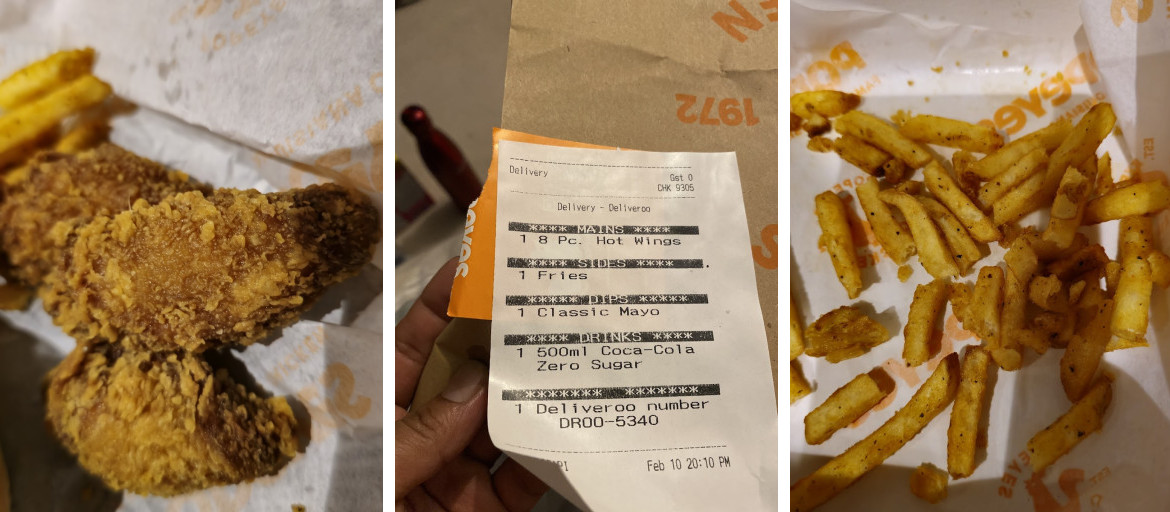 1972
yes
Delivery
Gst 0
CHK 9305
Delivery - Deliveroo
**** MAINS ****
1 8 Pc. Hot Wings
**** SIDES ****
1 Fries
***** DIPS *****
1 Classic Mayo
**** DRINKS ****
1 500ml Coca-Cola
Zero Sugar
******* *******
1 Deliveroo number
DROO-5340
Feb 10 20:10 PM
Popeyes